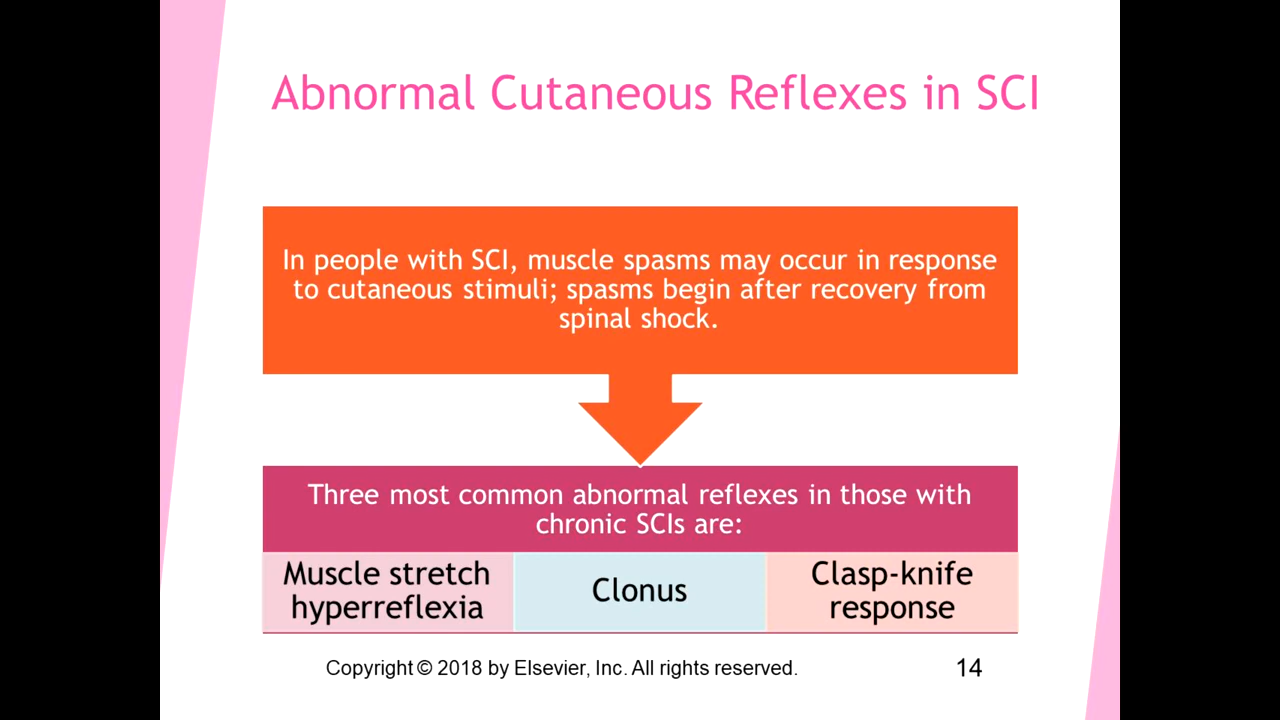 Abnormal Cutaneous Reflexes in SCI
In people with SCI, muscle spasms may occur in response
to cutaneous stimuli; spasms begin after recovery from
spinal shock.
Three most common abnormal reflexes in those with
chronic SCIs are:
Muscle stretch
hyperreflexia
Clonus
Clasp-knife
response
Copyright © 2018 by Elsevier, Inc. All rights reserved.
14